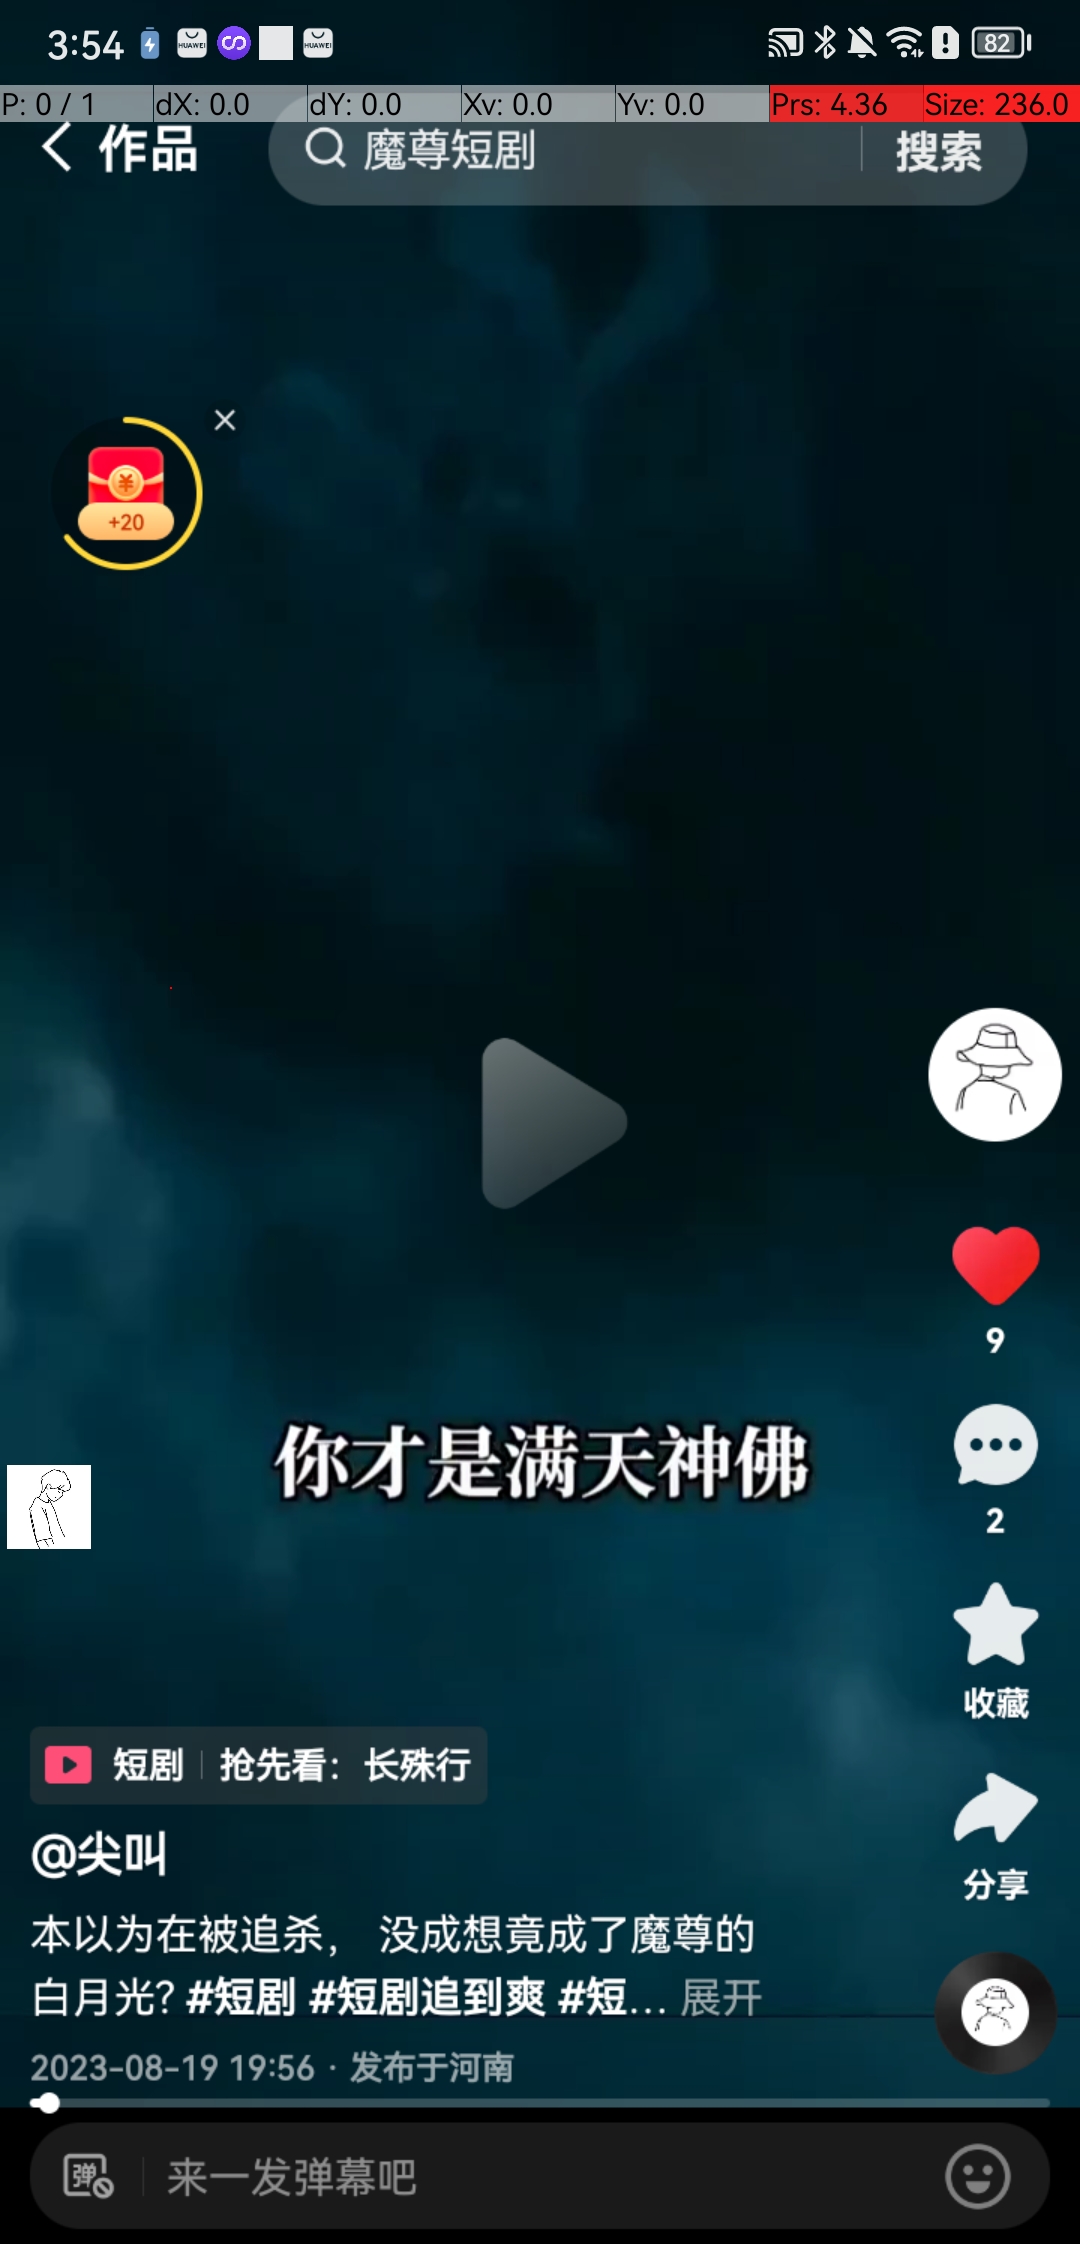 3:54
HUAWEI
HUAWEI
82
P: 0 / 1
dX: 0.0
dY: 0.0
Xv: 0.0
Yv: 0.0
Prs: 4.36
Size: 236.0
作品
魔尊短剧
搜索
+20
9
你才是满天神佛
2
收藏
短剧 抢先看：长殊行
@尖叫
分享
本以为在被追杀， 没成想竟成了魔尊的
白月光？#短剧 #短剧追到爽 #短... 展开
2023-08-19 19:56 · 发布于河南
弹
来一发弹幕吧